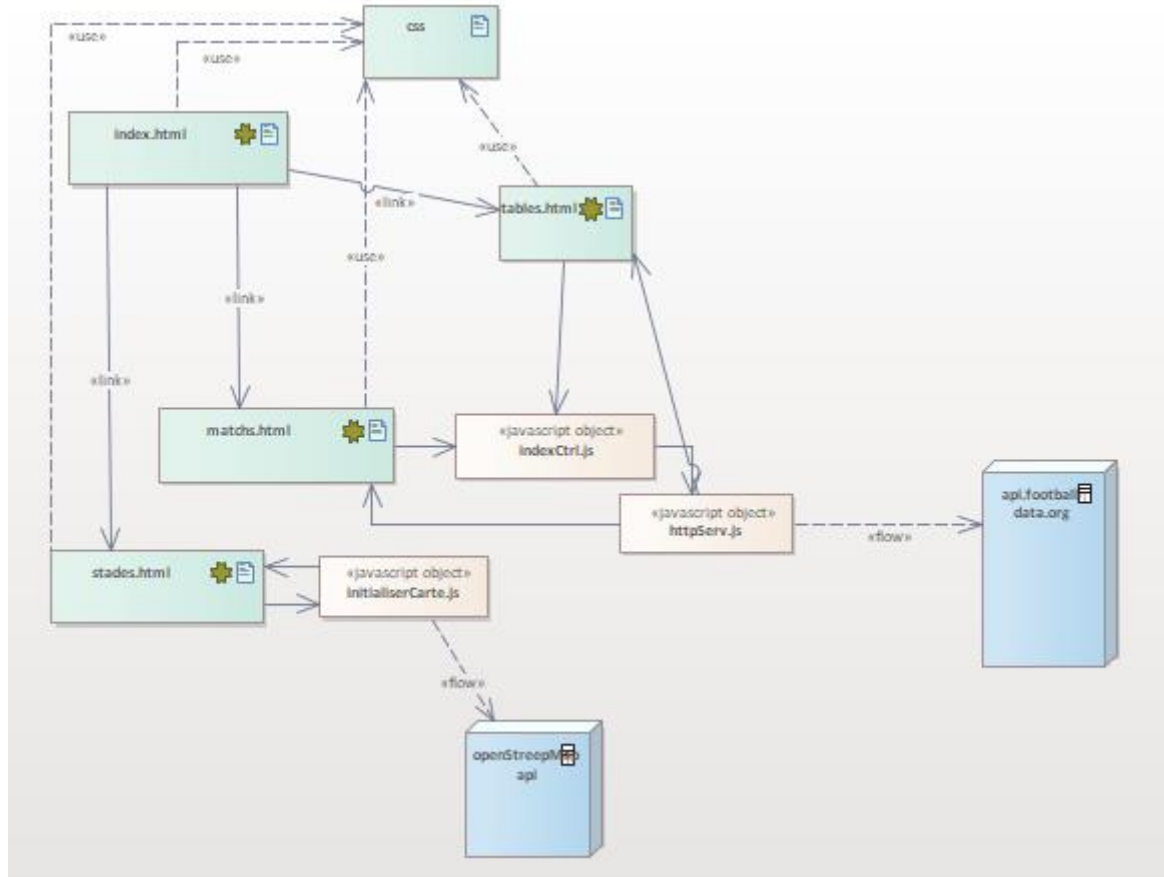 css
«use»
«use»
index.html
«use»
tables.html
«link»
«use»
«link»
«link»
matchs.html
«javascript object»
indexCtrl.js
«javascript object»
httpServ.js
«flow»
api.football
data.org
stades.html
«javascript object»
initialiserCarte.js
«flow»
openStreepMap
api